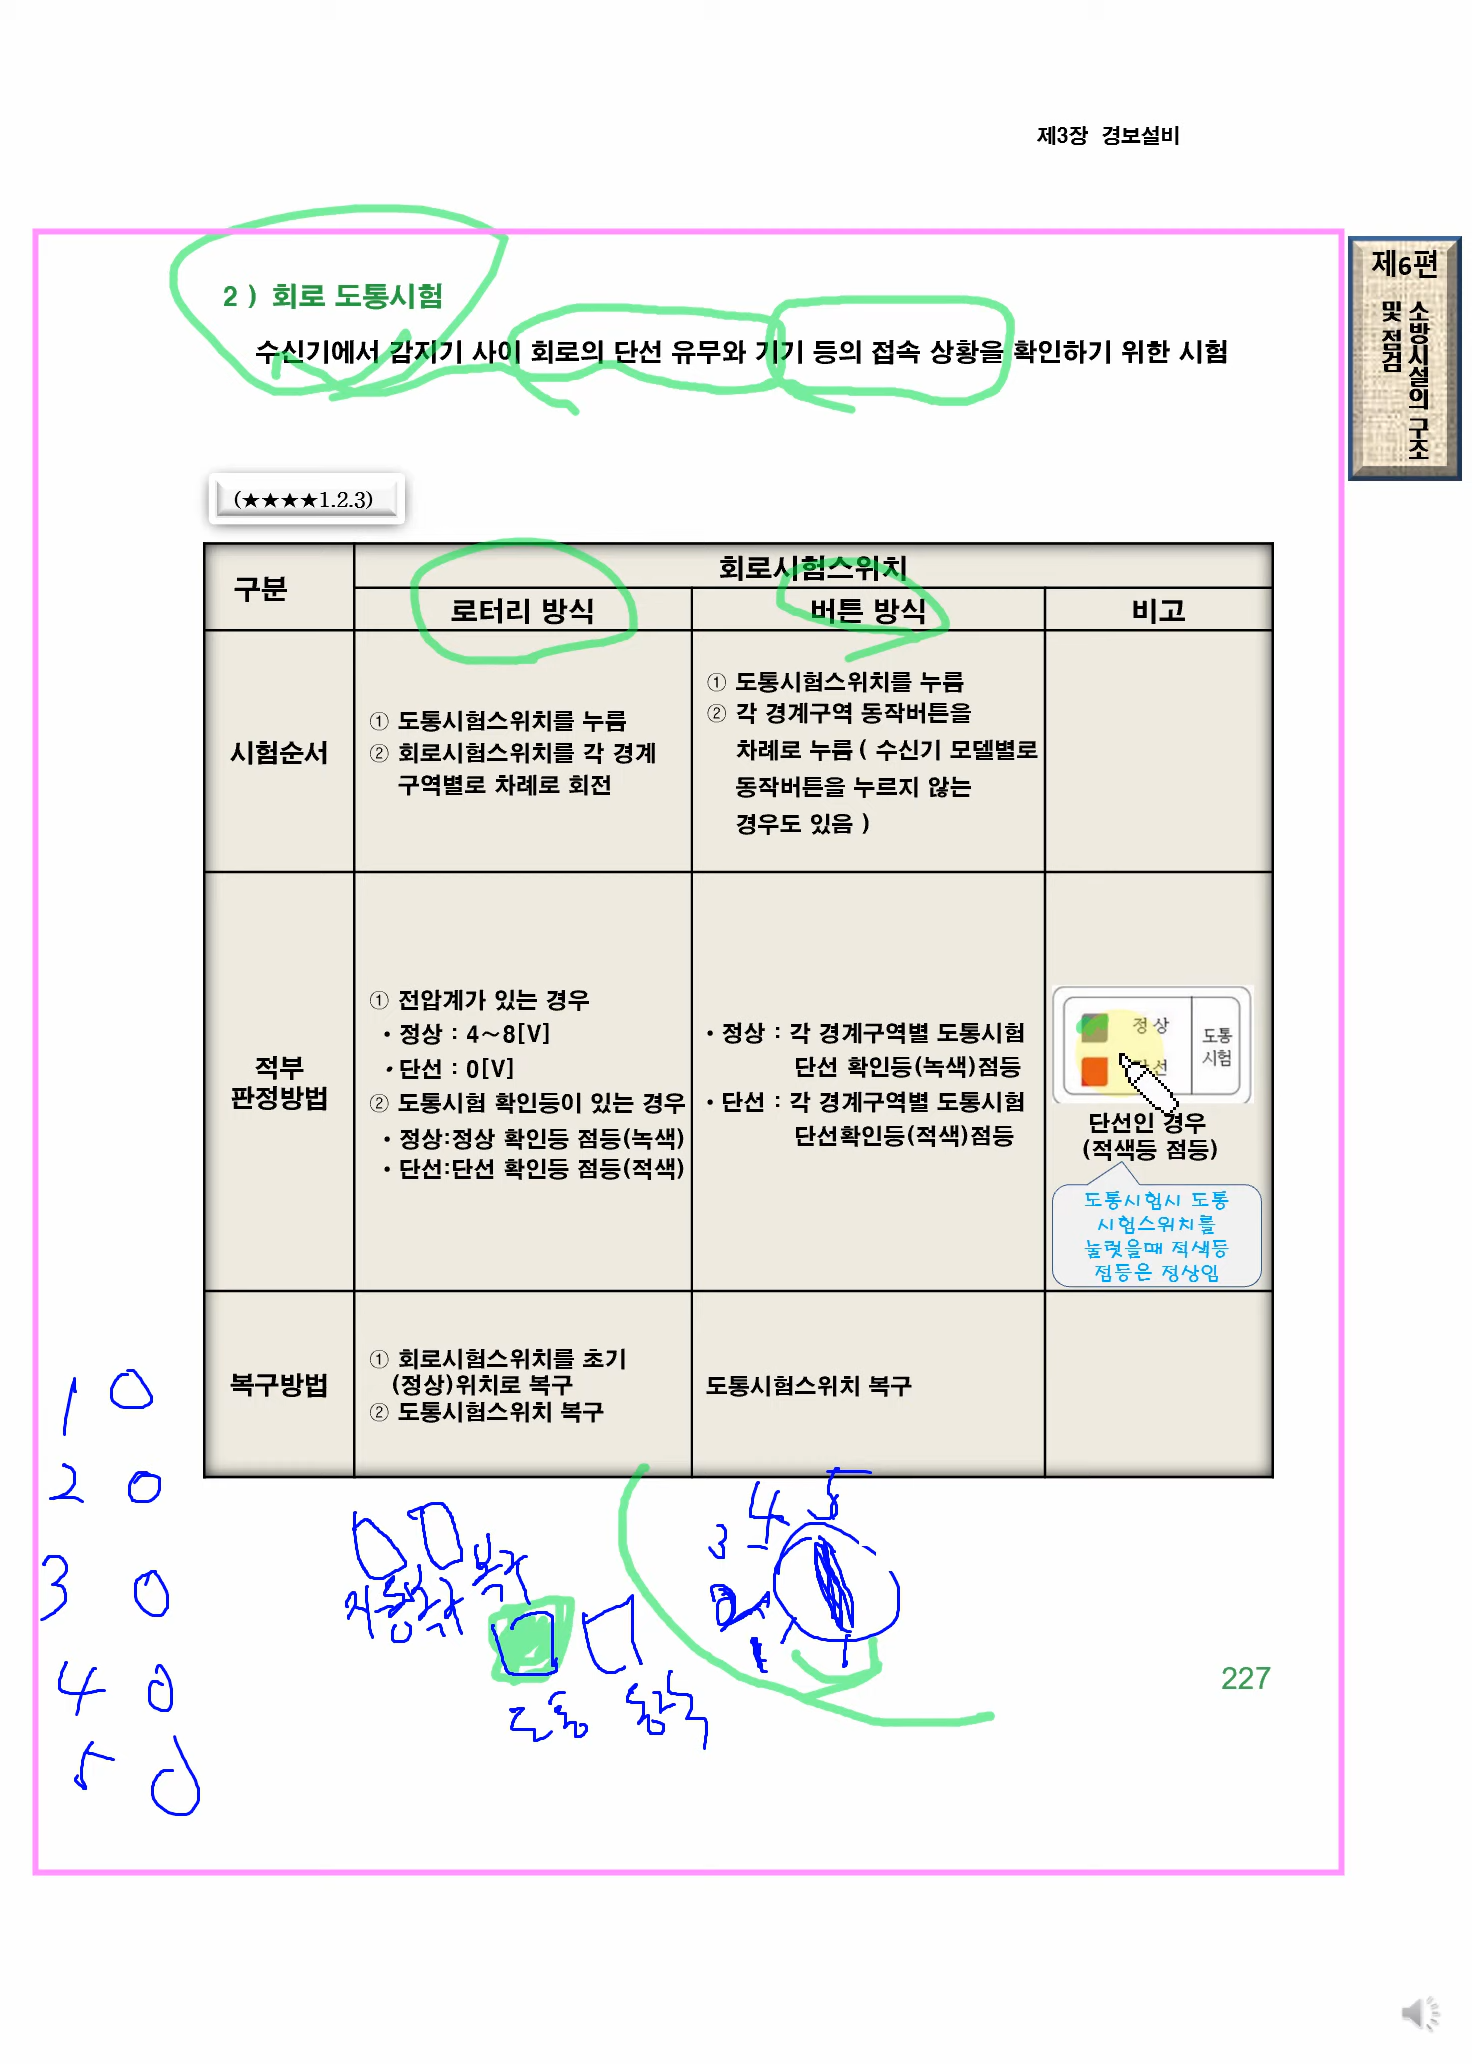 제3장 경보설비
제6편
소방시설의 구조
및 점검
2 ) 회로 도통시험
수신기에서 감지기 사이 회로의 단선 유무와 기기 등의 접속 상황을 확인하기 위한 시험
(★★★★1.2.3)
구분
회로시험스위치
로터리 방식
버튼 방식
비고
시험순서
① 도통시험스위치를 누름
② 회로시험스위치를 각 경계
구역별로 차례로 회전
① 도통시험스위치를 누름
② 각 경계구역 동작버튼을
차례로 누름 ( 수신기 모델별로
동작버튼을 누르지 않는
경우도 있음 )
적부
판정방법
① 전압계가 있는 경우
• 정상 : 4～8[V]
• 단선 : 0[V]
② 도통시험 확인등이 있는 경우
• 정상:정상 확인등 점등(녹색)
• 단선:단선 확인등 점등(적색)
• 정상 : 각 경계구역별 도통시험
단선 확인등(녹색)점등
• 단선 : 각 경계구역별 도통시험
단선확인등(적색)점등
정상
단선
도통
시험
단선인 경우
(적색등 점등)
도통시험시 도통
시험스위치를
눌렀을때 적색등
점등은 정상임
복구방법
① 회로시험스위치를 초기
(정상)위치로 복구
② 도통시험스위치 복구
도통시험스위치 복구
1 0
2 0
3 0
4 0
5 0
자동복구
복구
도통
동작
1
2
3
4
5
227